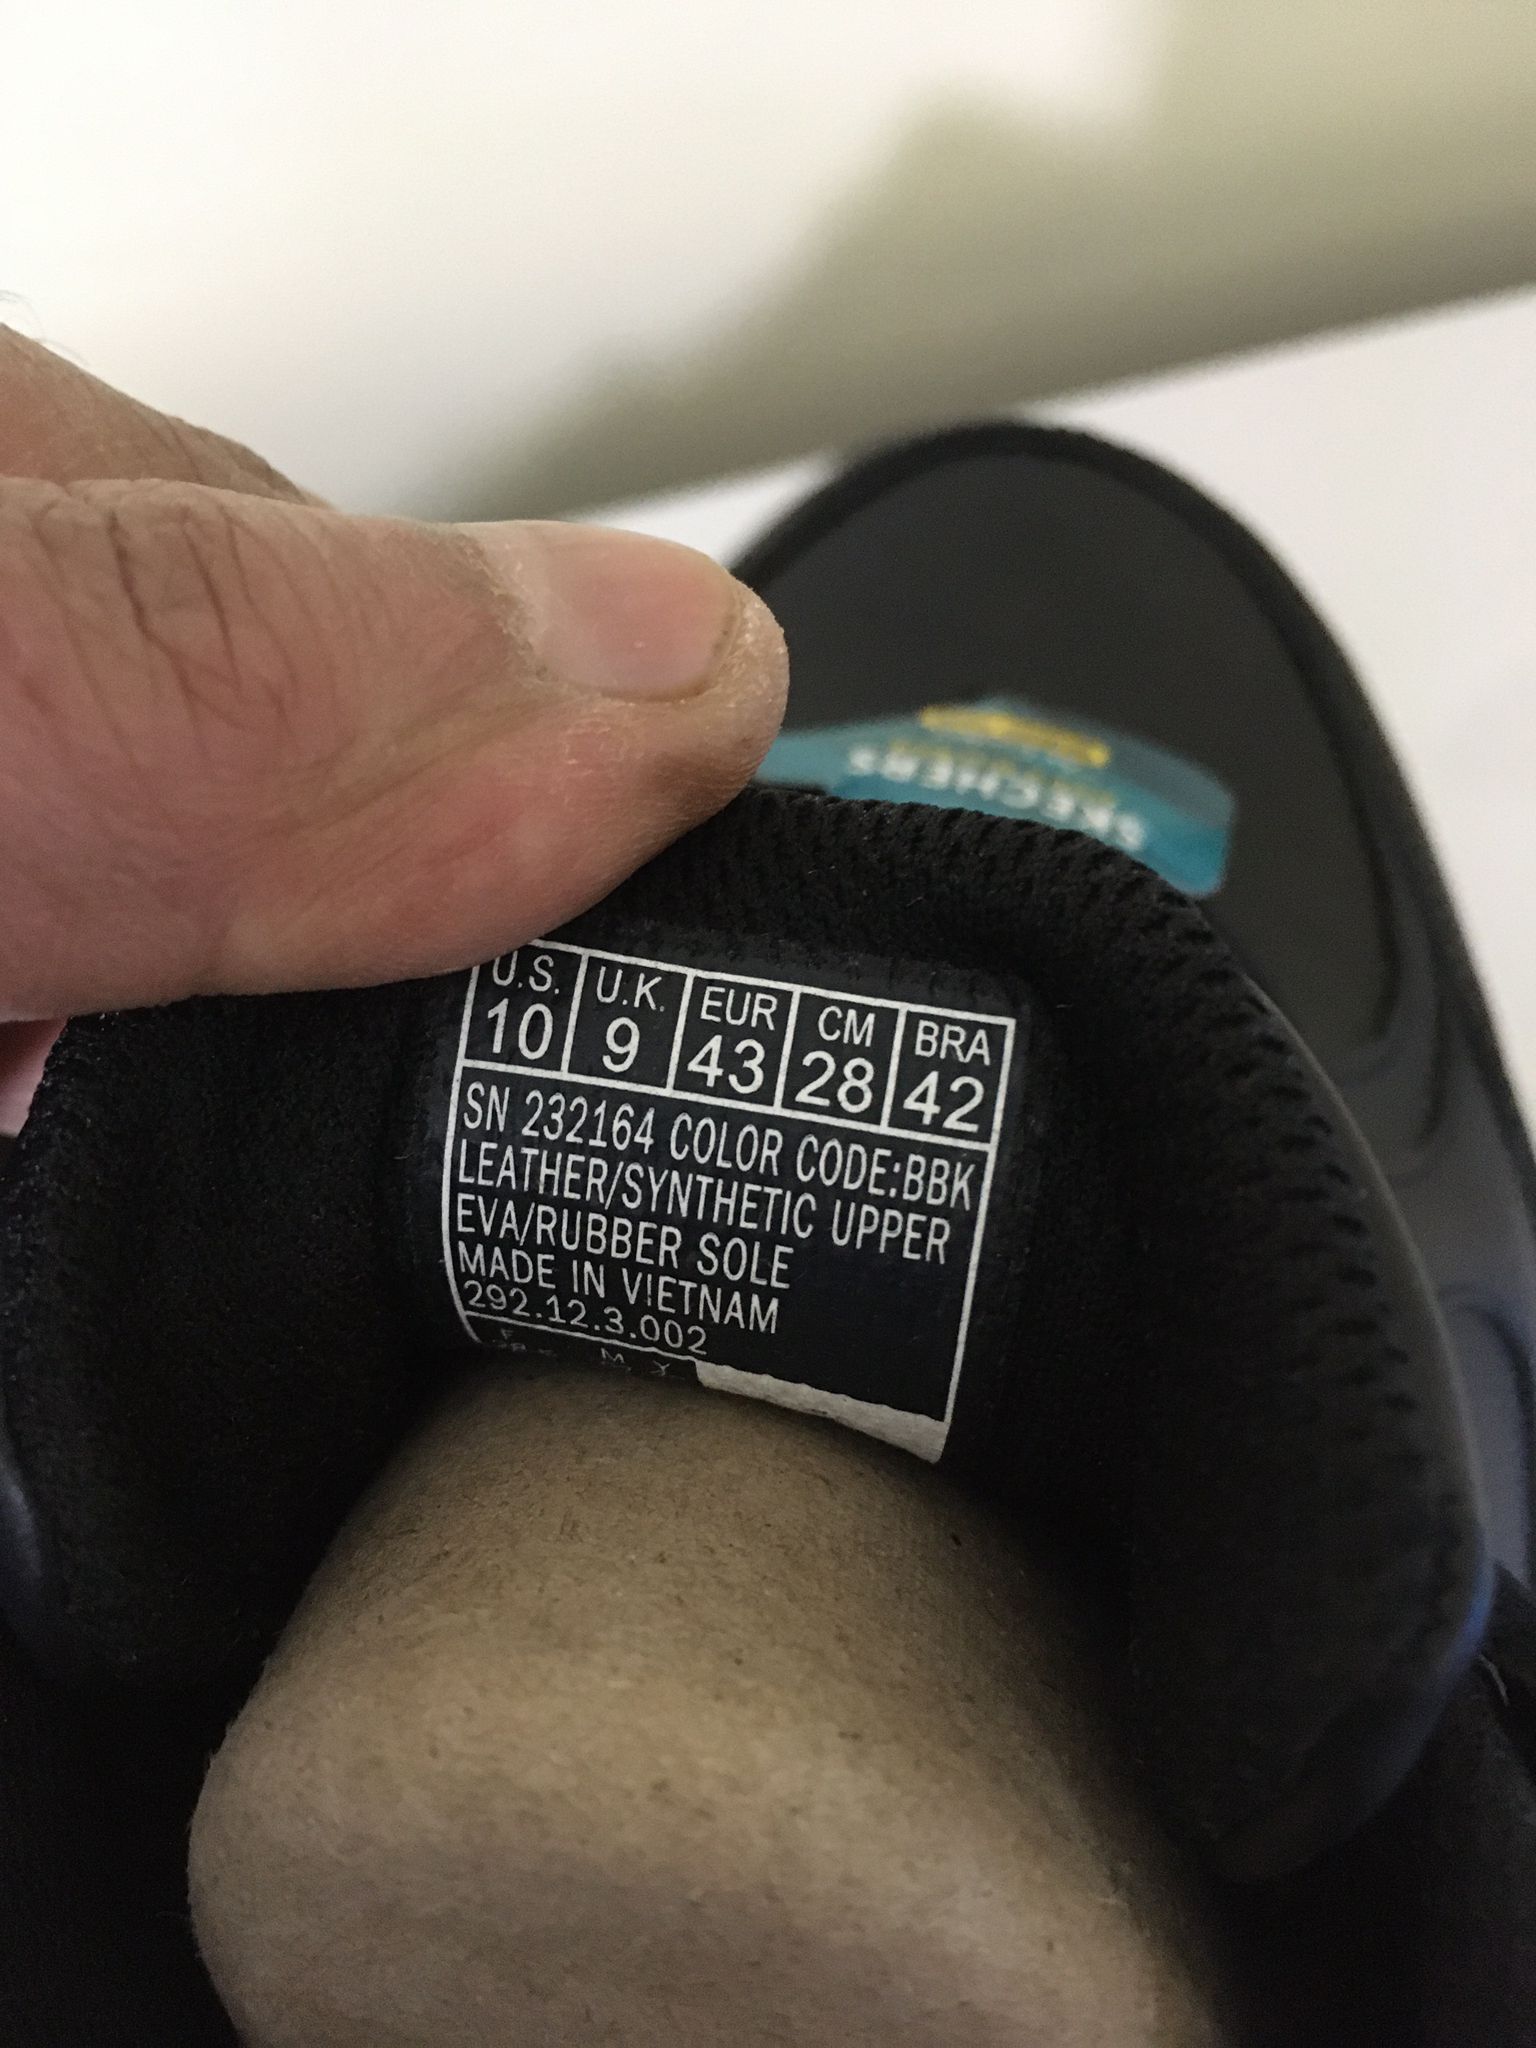 SKECHERS
U.S. U.K. EUR CM BRA
10 9 43 28 42
SN 232164 COLOR CODE:BBK
LEATHER/SYNTHETIC UPPER
EVA/RUBBER SOLE
MADE IN VIETNAM
292.12.3.002